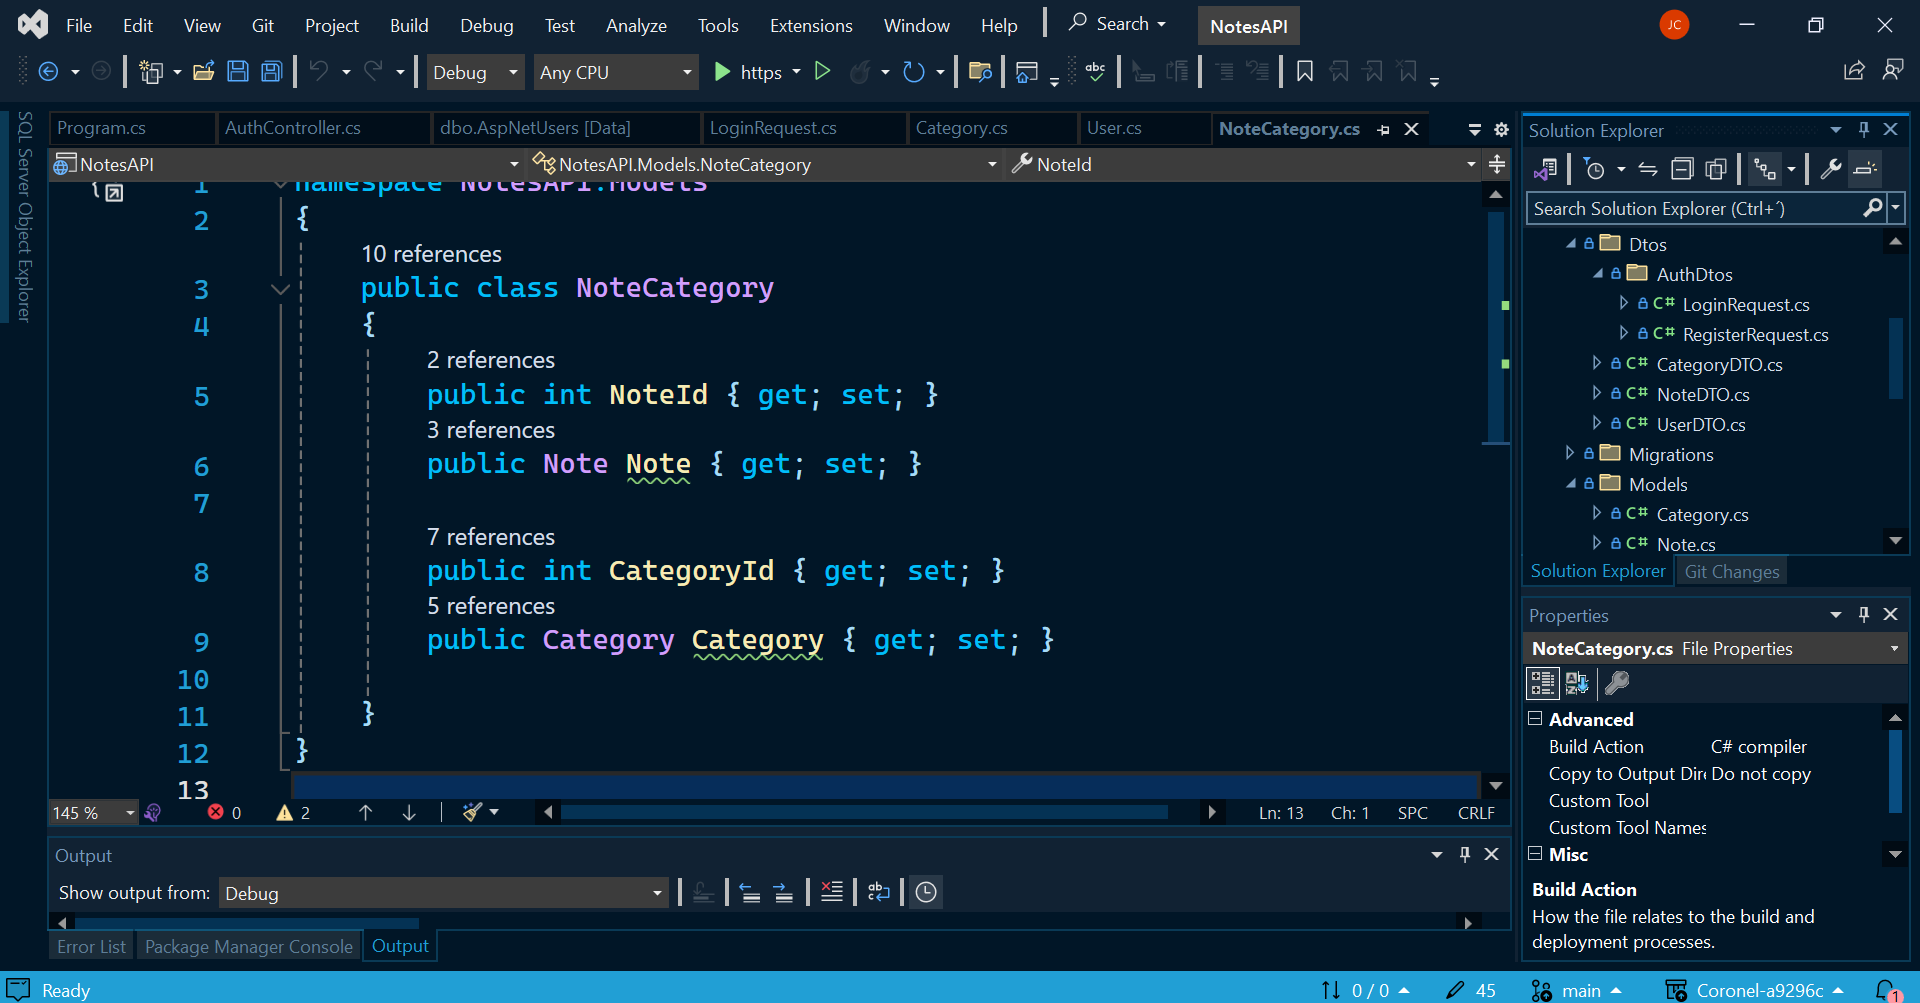 File Edit View Git Project Build Debug Test Analyze Tools Extensions Window Help Search NotesAPI JC
Debug Any CPU https
SQL Server Object Explorer
Program.cs AuthController.cs dbo.AspNetUsers [Data] LoginRequest.cs Category.cs User.cs NoteCategory.cs
NotesAPI NotesAPI.Models.NoteCategory NoteId
1 namespace NotesAPI.Models
2 {
10 references
3 public class NoteCategory
4 {
2 references
5 public int NoteId { get; set; }
3 references
6 public Note Note { get; set; }
7
7 references
8 public int CategoryId { get; set; }
5 references
9 public Category Category { get; set; }
10
11 }
12 }
13
145 % 0 2 Ln: 13 Ch: 1 SPC CRLF
Output
Show output from: Debug
Error List Package Manager Console Output
Solution Explorer
Search Solution Explorer (Ctrl+´)
Dtos
AuthDtos
C# LoginRequest.cs
C# RegisterRequest.cs
C# CategoryDTO.cs
C# NoteDTO.cs
C# UserDTO.cs
Migrations
Models
C# Category.cs
C# Note.cs
Solution Explorer Git Changes
Properties
NoteCategory.cs File Properties
Advanced
Build Action C# compiler
Copy to Output Dir Do not copy
Custom Tool
Custom Tool Names
Misc
Build Action
How the file relates to the build and
deployment processes.
Ready 0 / 0 45 main Coronel-a9296c 1